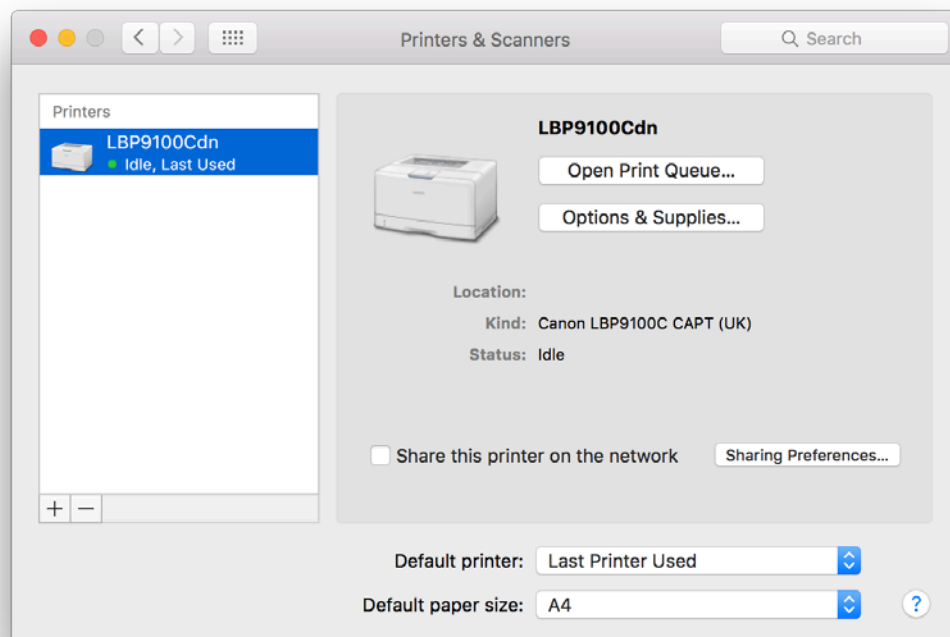 Printers & Scanners
Search
Printers
LBP9100Cdn
Idle, Last Used
LBP9100Cdn
Open Print Queue...
Options & Supplies...
Location:
Kind: Canon LBP9100C CAPT (UK)
Status: Idle
Share this printer on the network
Sharing Preferences...
+ −
Default printer: Last Printer Used
Default paper size: A4
?